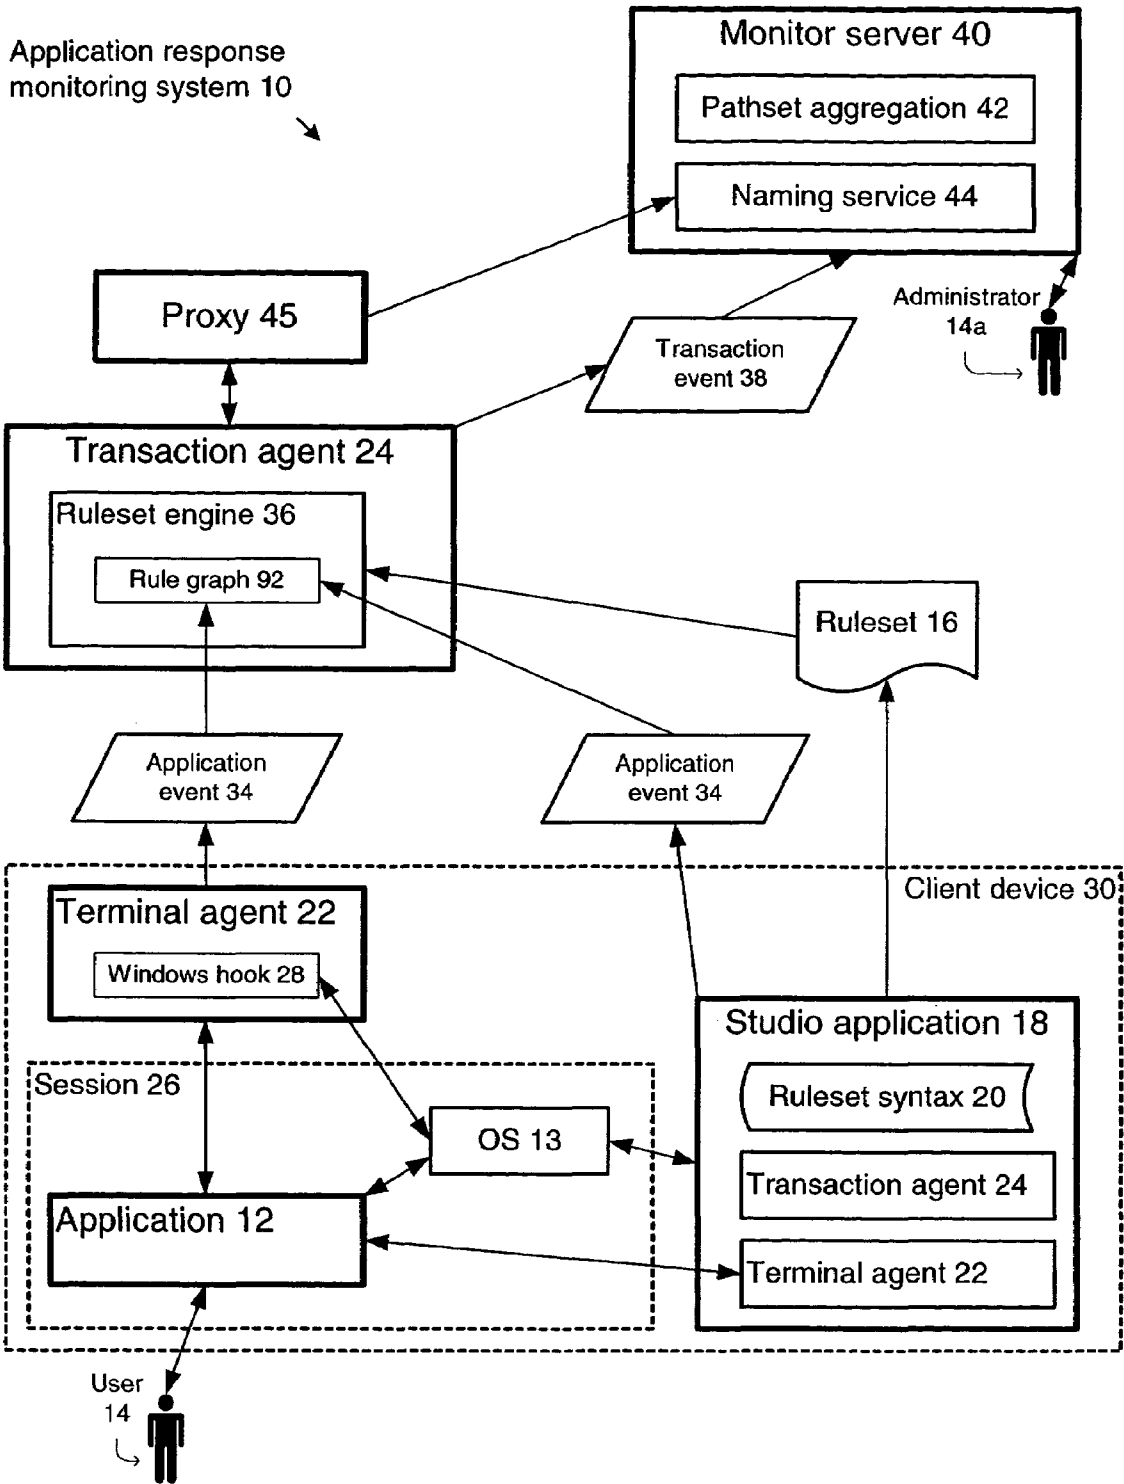 Application response
monitoring system 10
Monitor server 40
Pathset aggregation 42
Naming service 44
Proxy 45
Administrator
14a
Transaction
event 38
Transaction agent 24
Ruleset engine 36
Rule graph 92
Ruleset 16
Application
event 34
Application
event 34
Client device 30
Terminal agent 22
Windows hook 28
Studio application 18
Session 26
Ruleset syntax 20
OS 13
Transaction agent 24
Application 12
Terminal agent 22
User
14